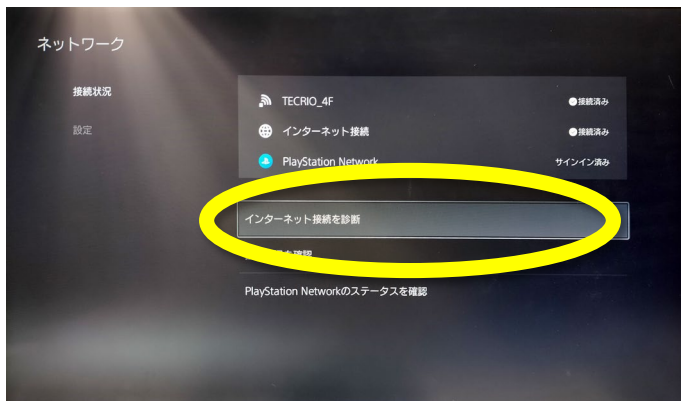 ネットワーク
接続状況
設定
TECRIO_4F
接続済み
インターネット接続
接続済み
PlayStation Network
サインイン済み
インターネット接続を診断
を確認
PlayStation Networkのステータスを確認